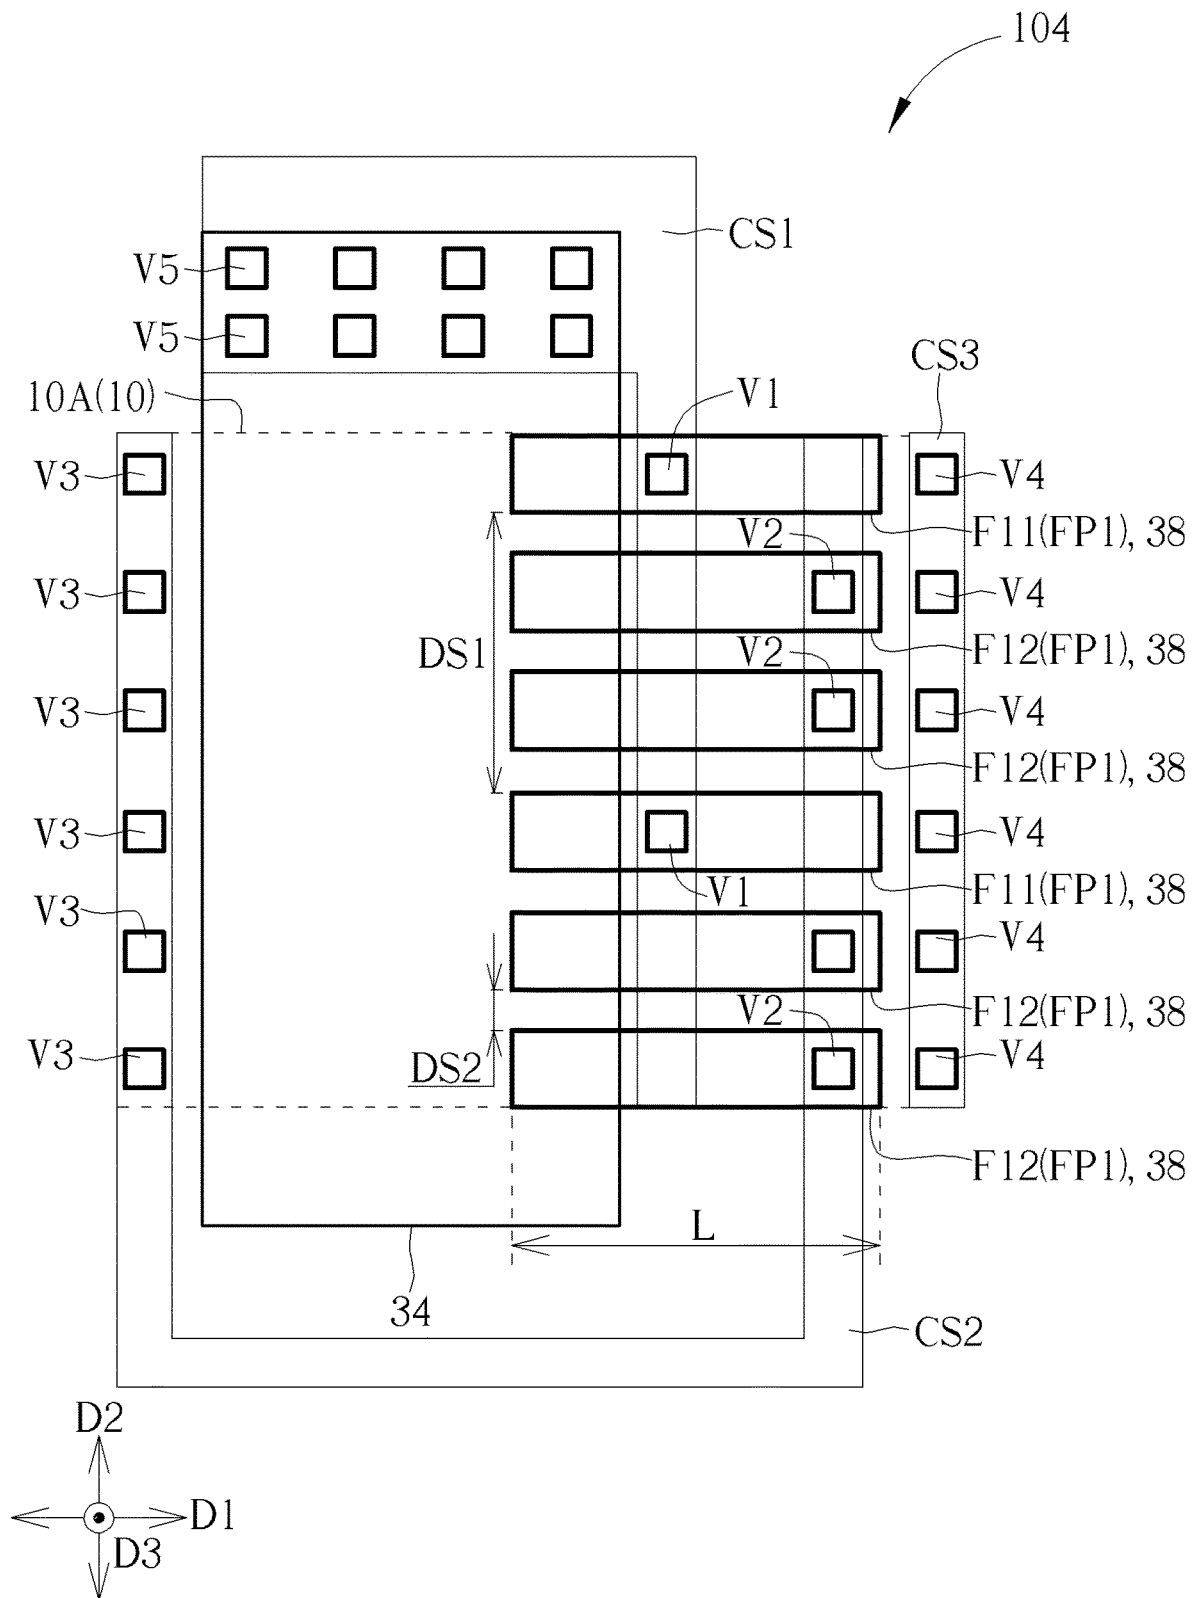 104
CS1
V5
V5
CS3
10A(10)
V1
V3
V4
V2
F11(FP1), 38
V3
V4
DS1
V2
F12(FP1), 38
V3
V4
F12(FP1), 38
V3
V4
V1
F11(FP1), 38
V3
V4
V2
F12(FP1), 38
V3
V4
DS2
F12(FP1), 38
L
34
CS2
D2
D1
D3